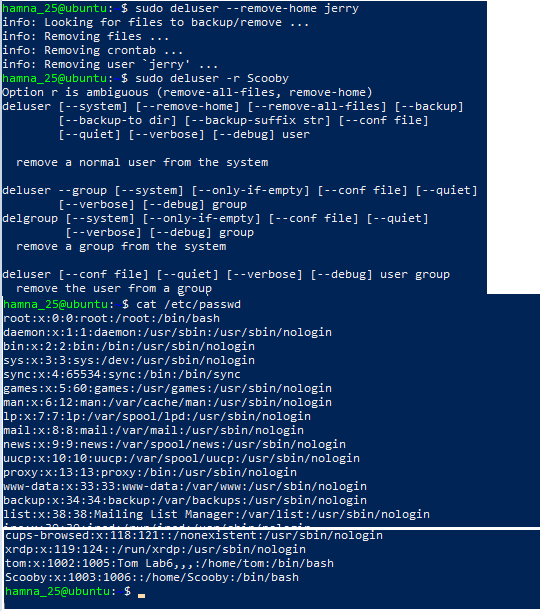 hamna_25@ubuntu:~$ sudo deluser --remove-home jerry
info: Looking for files to backup/remove ...
info: Removing files ...
info: Removing crontab ...
info: Removing user `jerry' ...
hamna_25@ubuntu:~$ sudo deluser -r Scooby
Option r is ambiguous (remove-all-files, remove-home)
deluser [--system] [--remove-home] [--remove-all-files] [--backup]
[--backup-to dir] [--backup-suffix str] [--conf file]
[--quiet] [--verbose] [--debug] user
remove a normal user from the system
deluser --group [--system] [--only-if-empty] [--conf file] [--quiet]
[--verbose] [--debug] group
delgroup [--system] [--only-if-empty] [--conf file] [--quiet]
[--verbose] [--debug] group
remove a group from the system
deluser [--conf file] [--quiet] [--verbose] [--debug] user group
remove the user from a group
hamna_25@ubuntu:~$ cat /etc/passwd
root:x:0:0:root:/root:/bin/bash
daemon:x:1:1:daemon:/usr/sbin:/usr/sbin/nologin
bin:x:2:2:bin:/bin:/usr/sbin/nologin
sys:x:3:3:sys:/dev:/usr/sbin/nologin
sync:x:4:65534:sync:/bin:/bin/sync
games:x:5:60:games:/usr/games:/usr/sbin/nologin
man:x:6:12:man:/var/cache/man:/usr/sbin/nologin
lp:x:7:7:lp:/var/spool/lpd:/usr/sbin/nologin
mail:x:8:8:mail:/var/mail:/usr/sbin/nologin
news:x:9:9:news:/var/spool/news:/usr/sbin/nologin
uucp:x:10:10:uucp:/var/spool/uucp:/usr/sbin/nologin
proxy:x:13:13:proxy:/bin:/usr/sbin/nologin
www-data:x:33:33:www-data:/var/www:/usr/sbin/nologin
backup:x:34:34:backup:/var/backups:/usr/sbin/nologin
list:x:38:38:Mailing List Manager:/var/list:/usr/sbin/nologin
cups-browsed:x:118:121::/nonexistent:/usr/sbin/nologin
xrdp:x:119:124::/run/xrdp:/usr/sbin/nologin
tom:x:1002:1005:Tom Lab6,,,:/home/tom:/bin/bash
Scooby:x:1003:1006::/home/Scooby:/bin/bash
hamna_25@ubuntu:~$